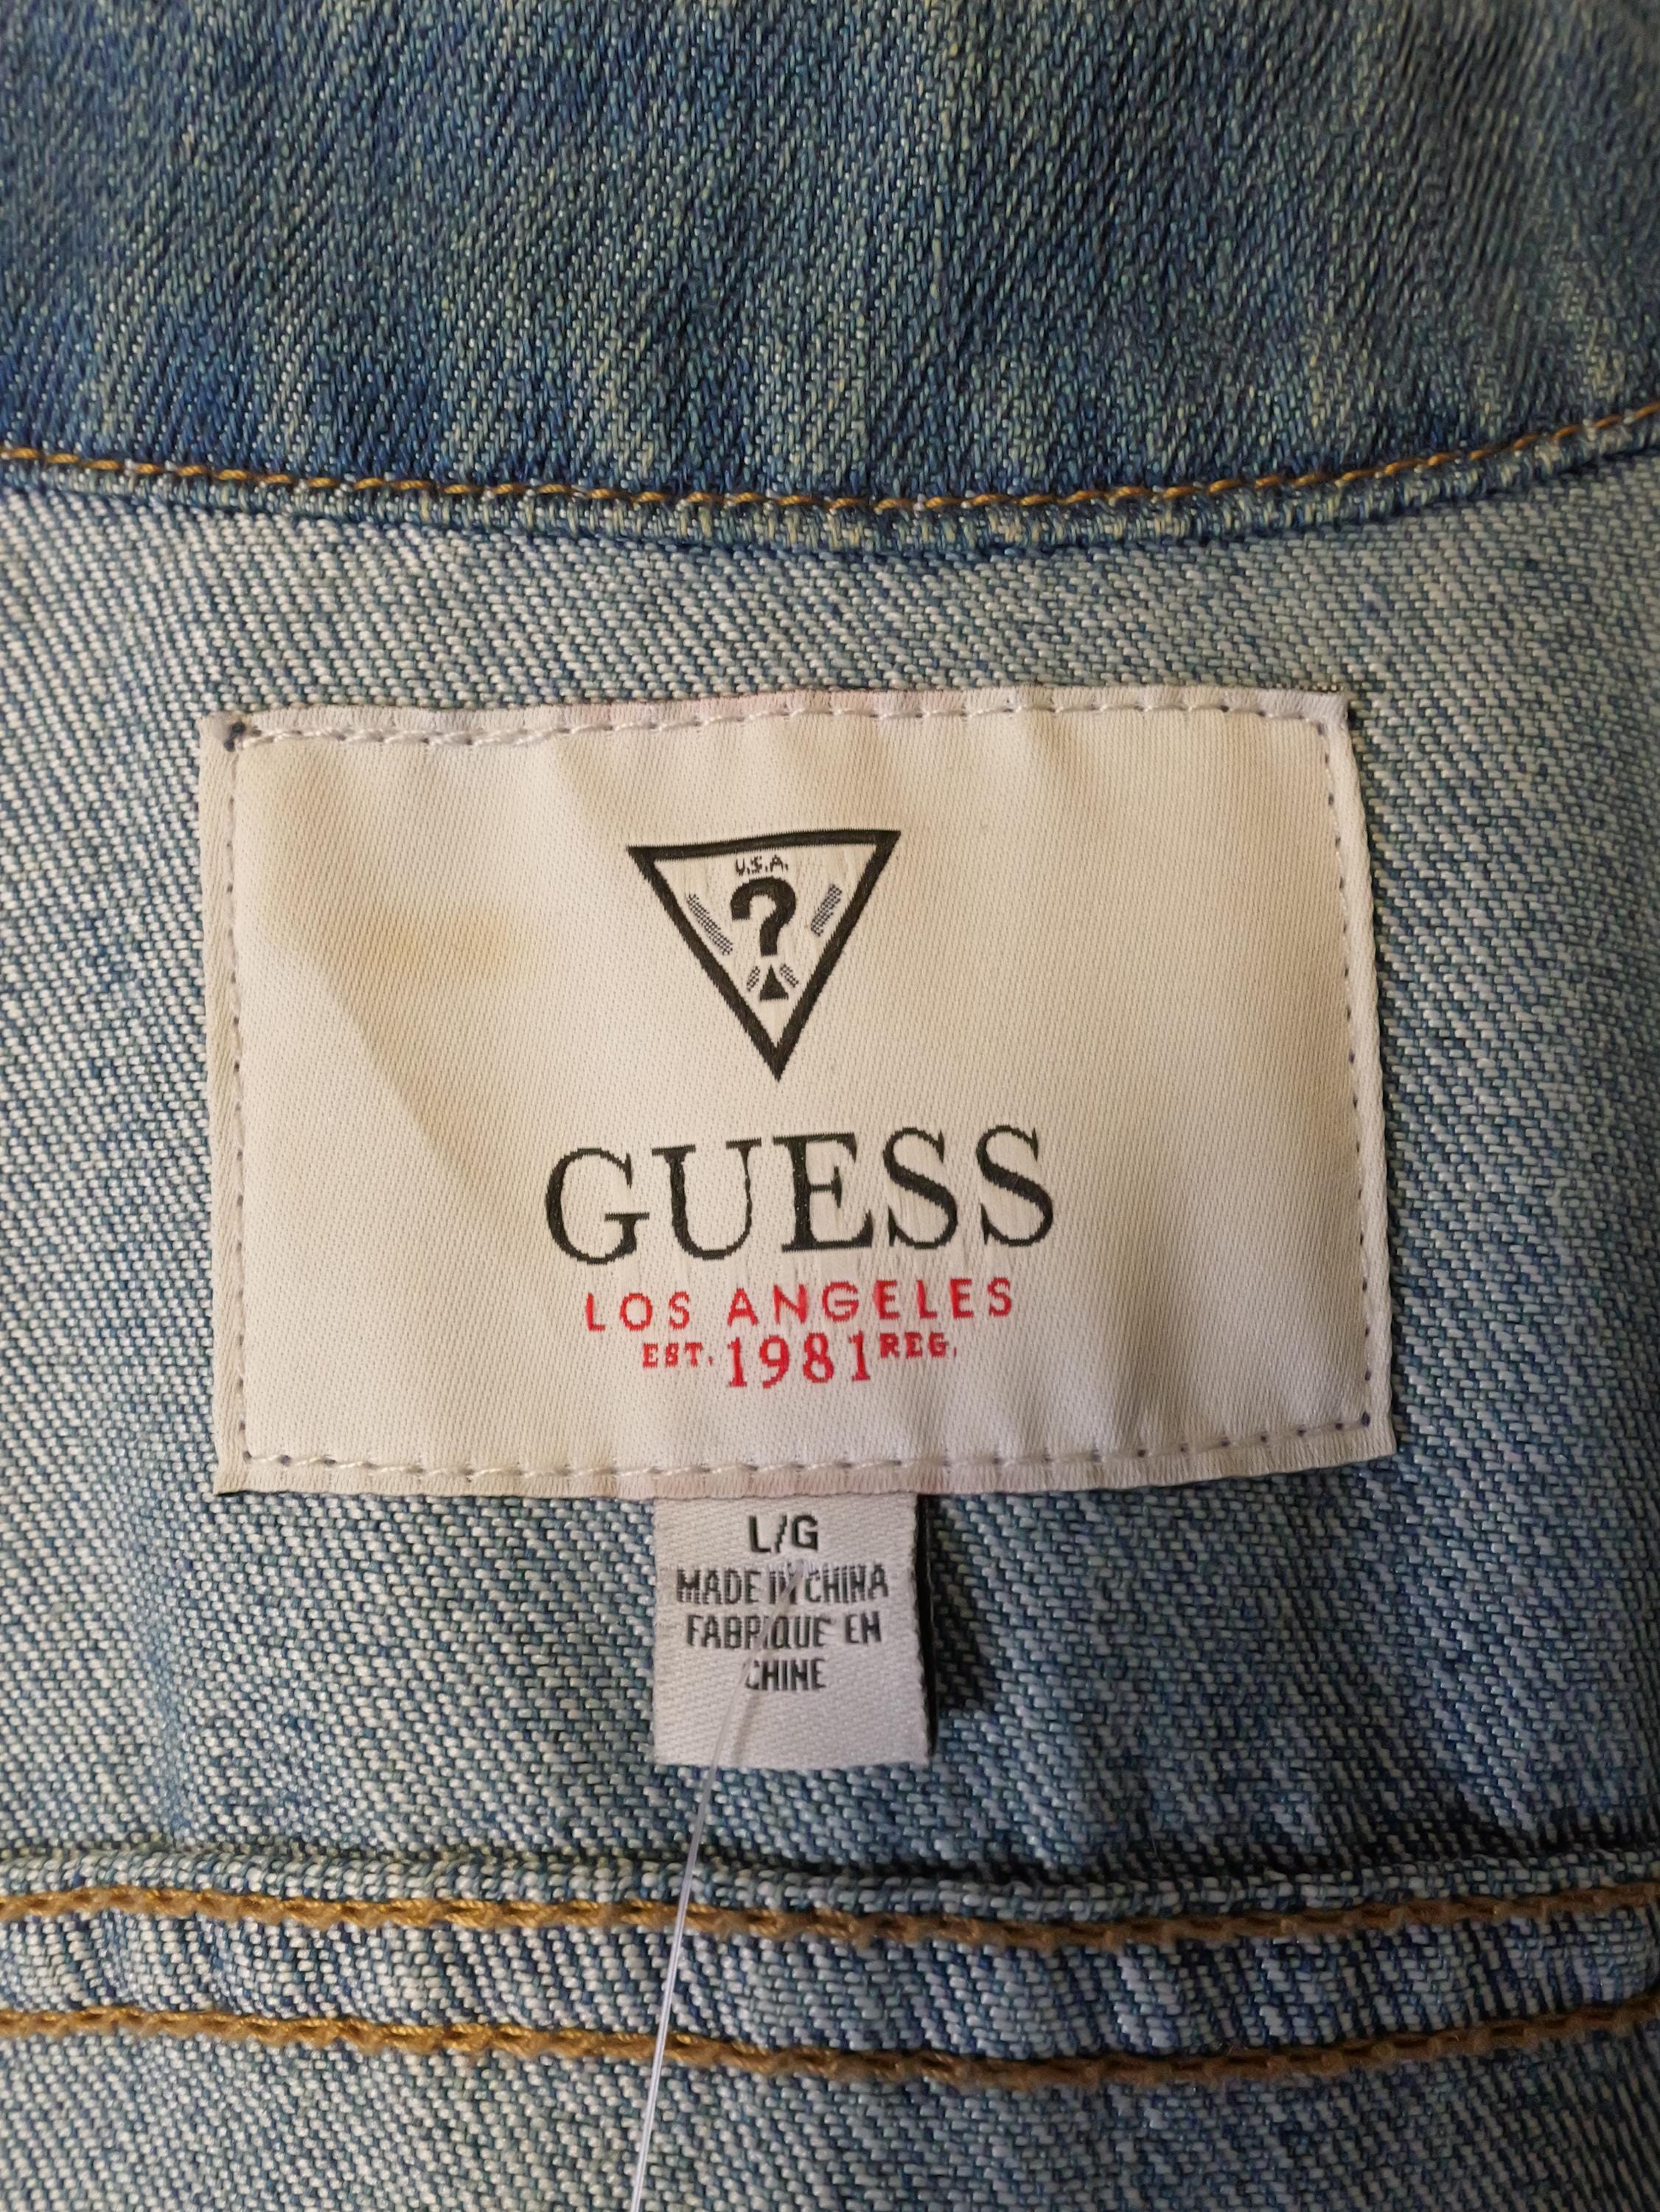 U.S.A.
?
GUESS
LOS ANGELES
EST. 1981 REG.
L/G
MADE IN CHINA
FABRIQUE EN
CHINE